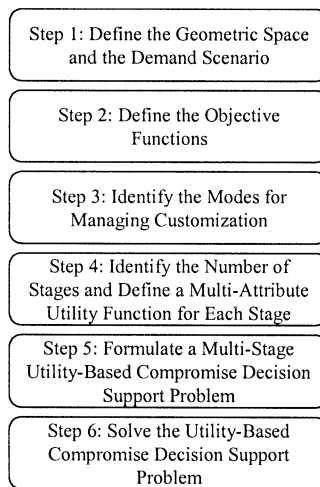 Step 1: Define the Geometric Space
and the Demand Scenario
Step 2: Define the Objective
Functions
Step 3: Identify the Modes for
Managing Customization
Step 4: Identify the Number of
Stages and Define a Multi-Attribute
Utility Function for Each Stage
Step 5: Formulate a Multi-Stage
Utility-Based Compromise Decision
Support Problem
Step 6: Solve the Utility-Based
Compromise Decision Support
Problem